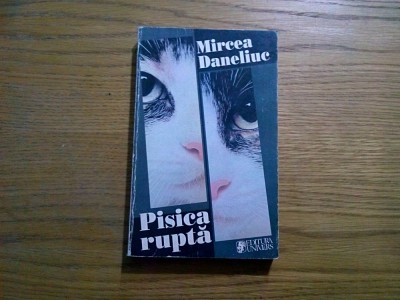 Mircea
Daneliuc
Pisica
ruptă
EDITURA
UNIVERS